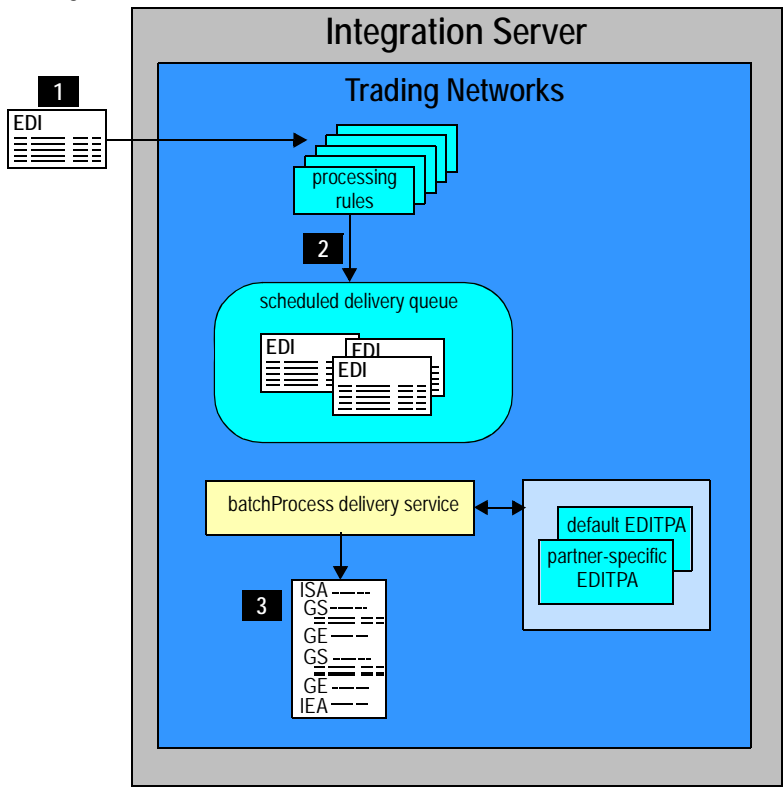 Integration Server
Trading Networks
1
EDI
processing
rules
2
scheduled delivery queue
EDI
EDI
EDI
batchProcess delivery service
default EDITPA
partner-specific
EDITPA
3
ISA
GS
GE
GS
GE
IEA